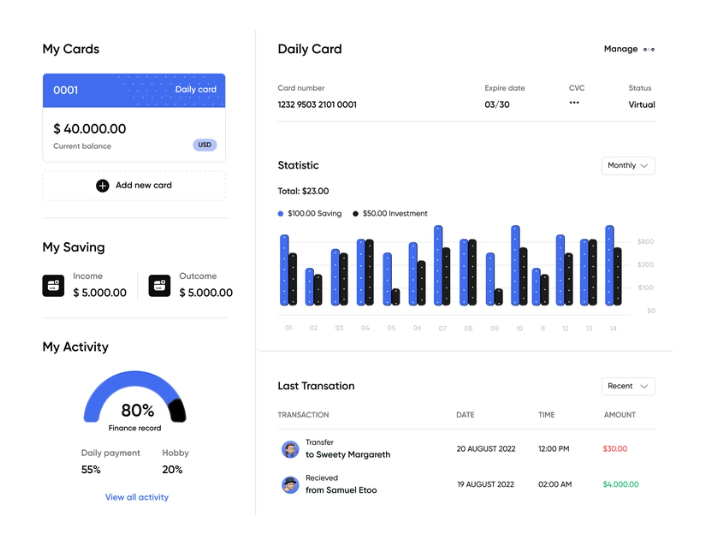 My Cards
0001 Daily card
$ 40.000.00
Current balance USD
Add new card
My Saving
Income
$ 5.000.00
Outcome
$ 5.000.00
My Activity
80%
Finance record
Daily payment Hobby
55% 20%
View all activity
Daily Card Manage
Card number Expire date CVC Status
1232 9503 2101 0001 03/30 *** Virtual
Statistic Monthly
Total: $23.00
$100.00 Saving $50.00 Investment
$800
$300
$100
$0
01 02 03 04 05 06 07 08 09 10 11 12 13 14
Last Transation Recent
TRANSACTION DATE TIME AMOUNT
Transfer
to Sweety Margareth 20 AUGUST 2022 12:00 PM $30.00
Recieved
from Samuel Etoo 19 AUGUST 2022 02:00 AM $4.000.00